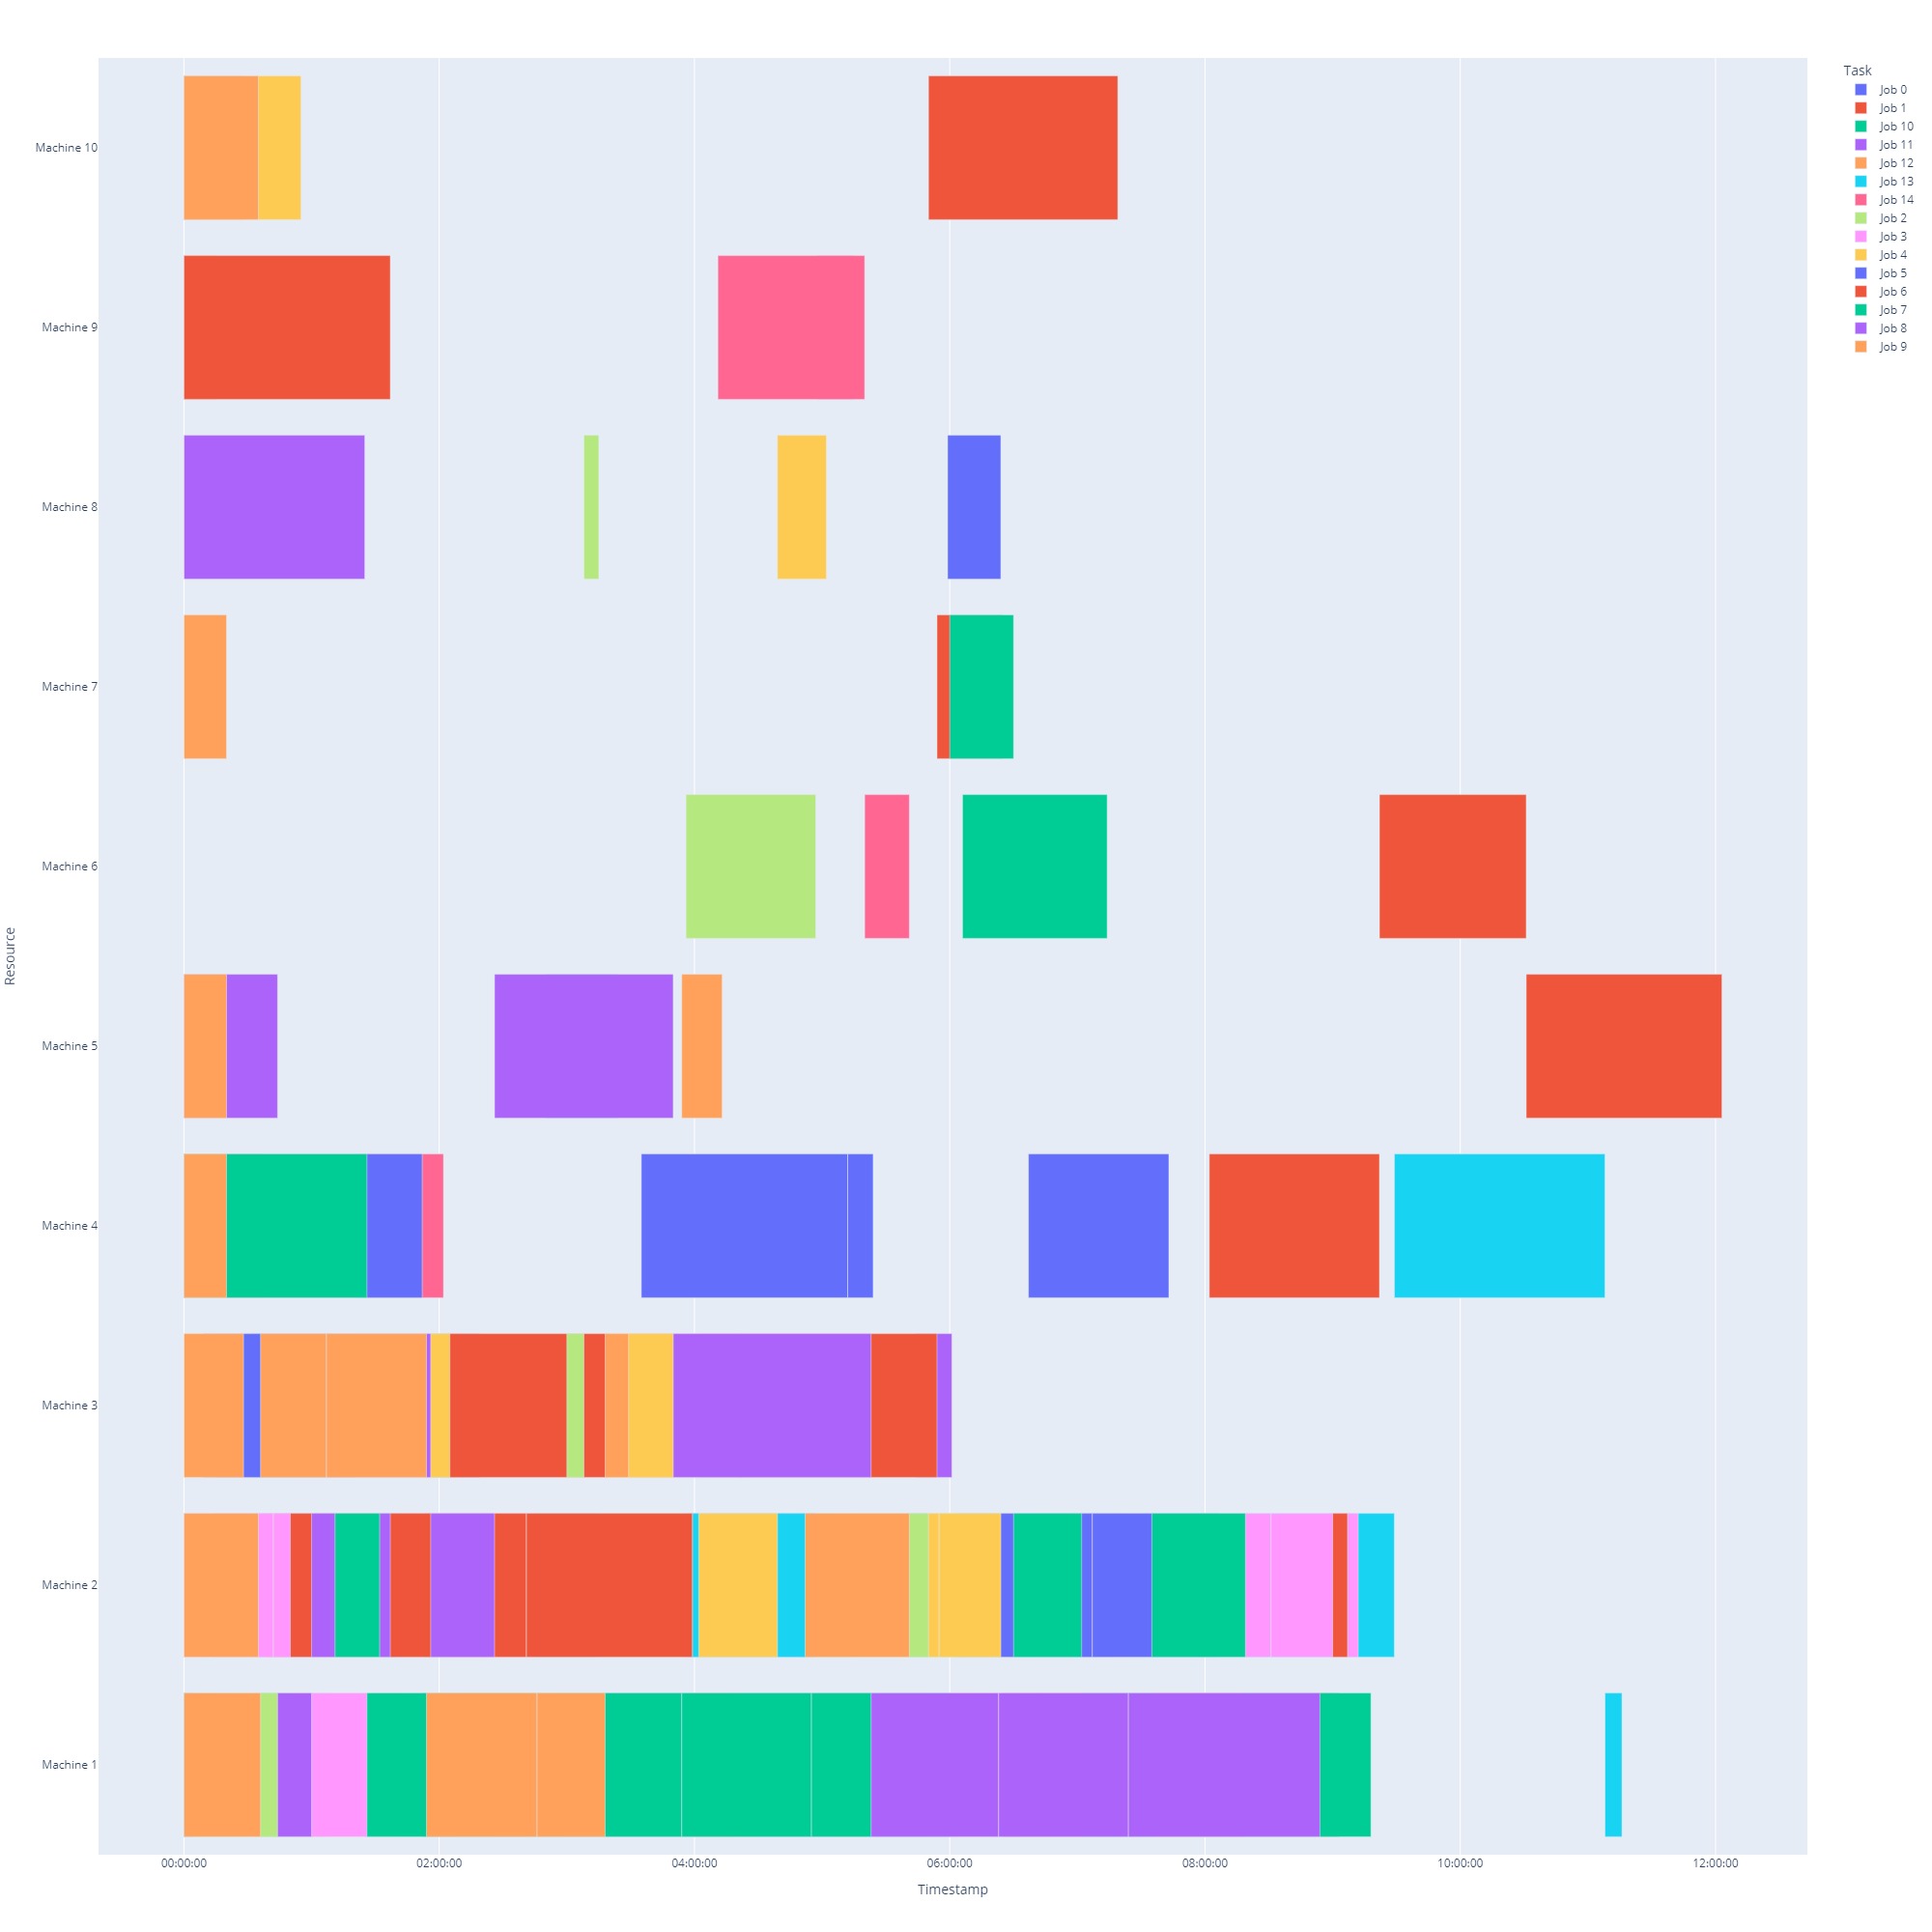 Task
Job 0
Job 1
Job 10
Job 11
Job 12
Job 13
Job 14
Job 2
Job 3
Job 4
Job 5
Job 6
Job 7
Job 8
Job 9
Machine 10
Machine 9
Machine 8
Machine 7
Machine 6
Resource
Machine 5
Machine 4
Machine 3
Machine 2
Machine 1
00:00:00 02:00:00 04:00:00 06:00:00 08:00:00 10:00:00 12:00:00
Timestamp